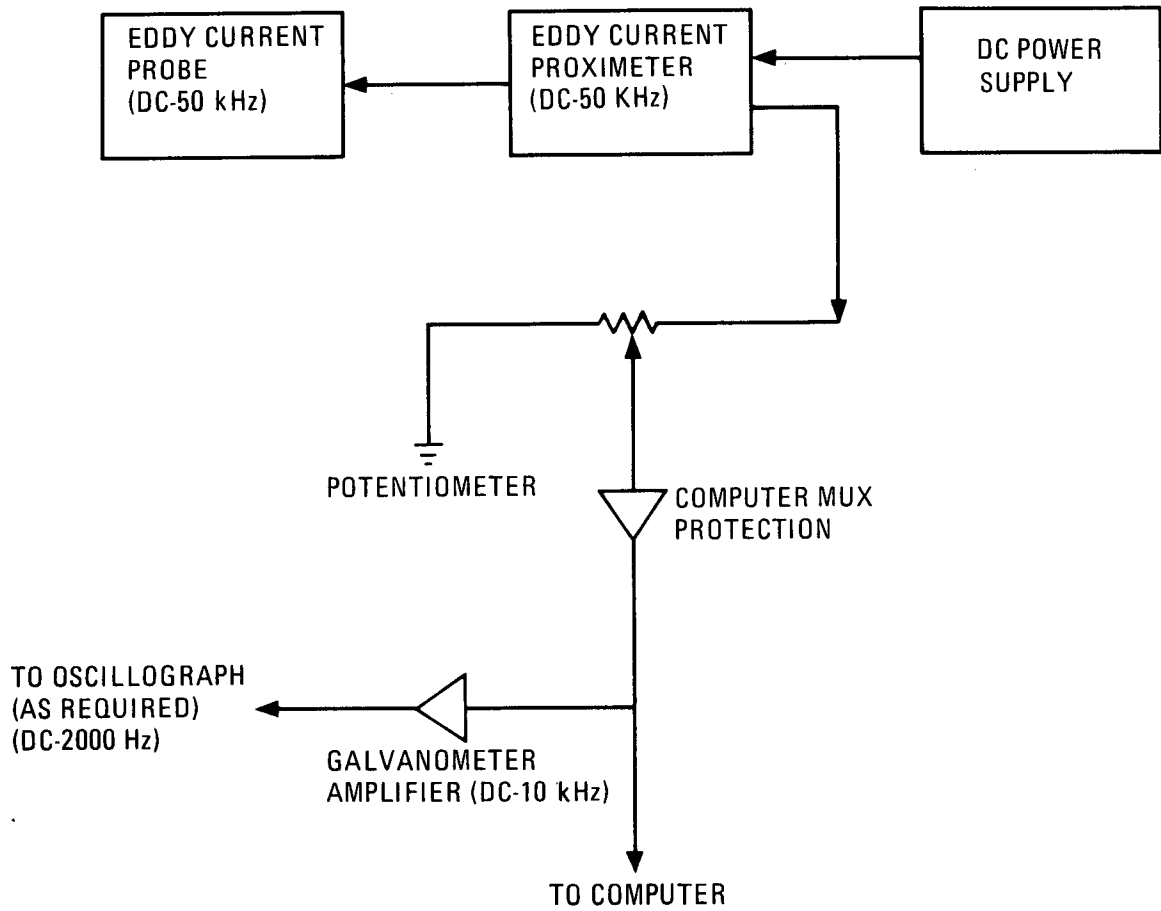 EDDY CURRENT
PROBE
(DC-50 kHz)
EDDY CURRENT
PROXIMETER
(DC-50 KHz)
DC POWER
SUPPLY
POTENTIOMETER
COMPUTER MUX
PROTECTION
TO OSCILLOGRAPH
(AS REQUIRED)
(DC-2000 Hz)
GALVANOMETER
AMPLIFIER (DC-10 kHz)
TO COMPUTER